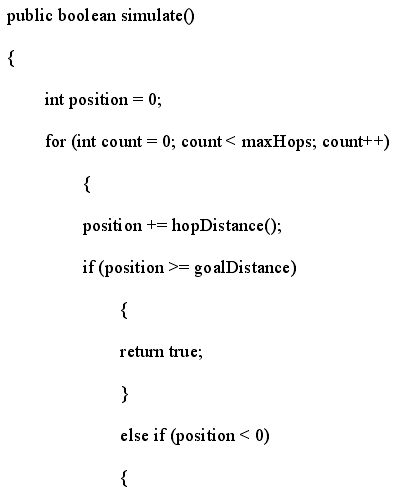 public boolean simulate()
{
int position = 0;
for (int count = 0; count < maxHops; count++)
{
position += hopDistance();
if (position >= goalDistance)
{
return true;
}
else if (position < 0)
{